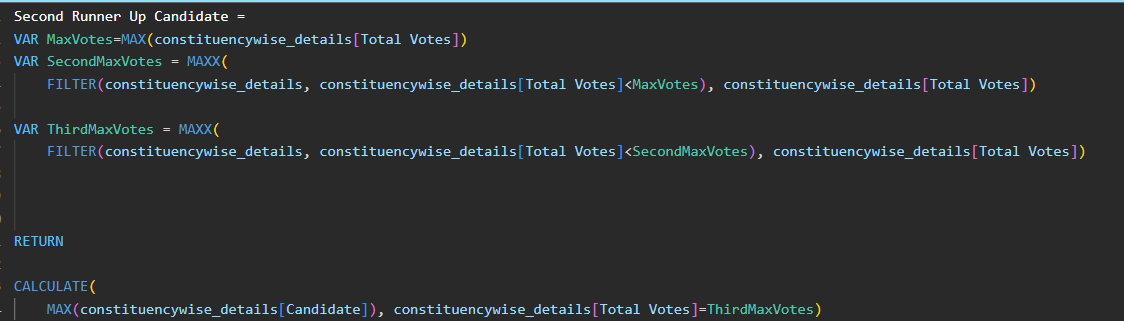 Second Runner Up Candidate =
VAR MaxVotes=MAX(constituencywise_details[Total Votes])
VAR SecondMaxVotes = MAXX(
FILTER(constituencywise_details, constituencywise_details[Total Votes]<MaxVotes), constituencywise_details[Total Votes])
VAR ThirdMaxVotes = MAXX(
FILTER(constituencywise_details, constituencywise_details[Total Votes]<SecondMaxVotes), constituencywise_details[Total Votes])
RETURN
CALCULATE(
MAX(constituencywise_details[Candidate]), constituencywise_details[Total Votes]=ThirdMaxVotes)